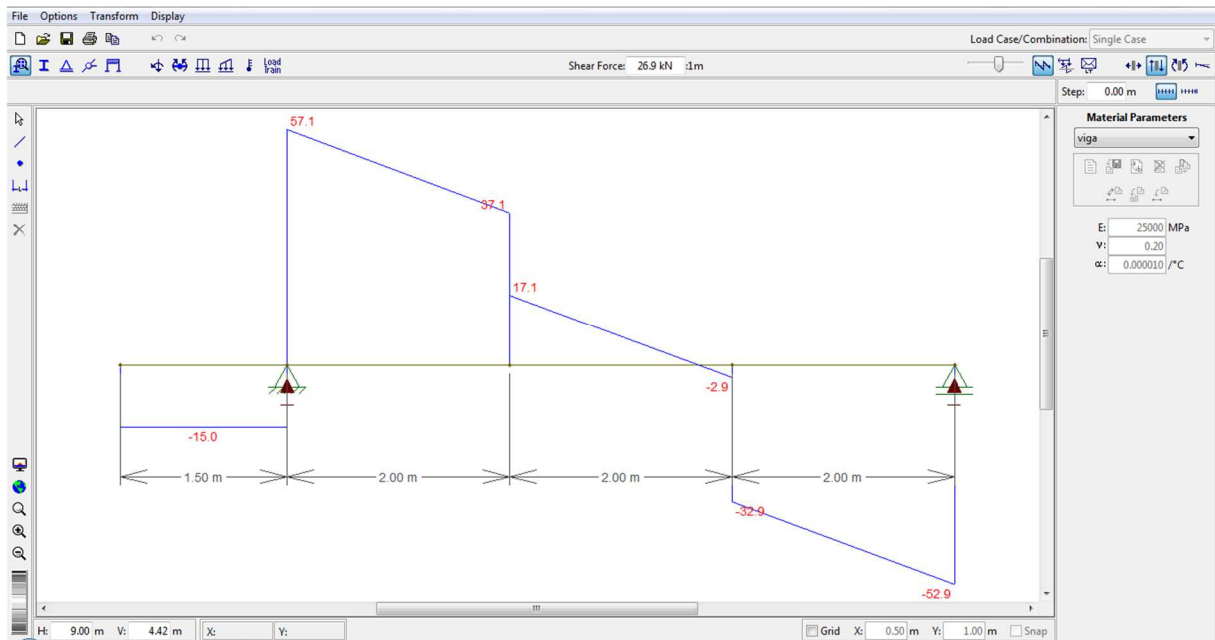 File Options Transform Display
Load Case/Combination: Single Case
Load Train
Shear Force: 26.9 kN :1m
LT
Step: 0.00 m
Material Parameters
viga
all
E: 25000 MPa
ν: 0.20
α: 0.000010 /°C
57.1
37.1
17.1
-2.9
-15.0
1.50 m 2.00 m 2.00 m 2.00 m
-32.9
-52.9
H: 9.00 m V: 4.42 m X: Y: Grid X: 0.50 m Y: 1.00 m Snap